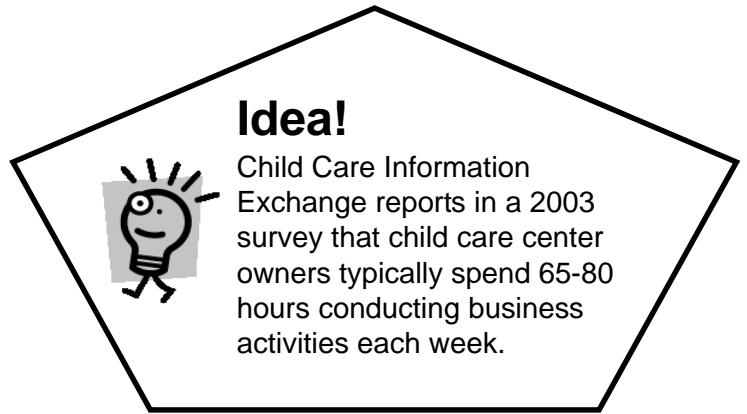 Idea!
Child Care Information
Exchange reports in a 2003
survey that child care center
owners typically spend 65-80
hours conducting business
activities each week.